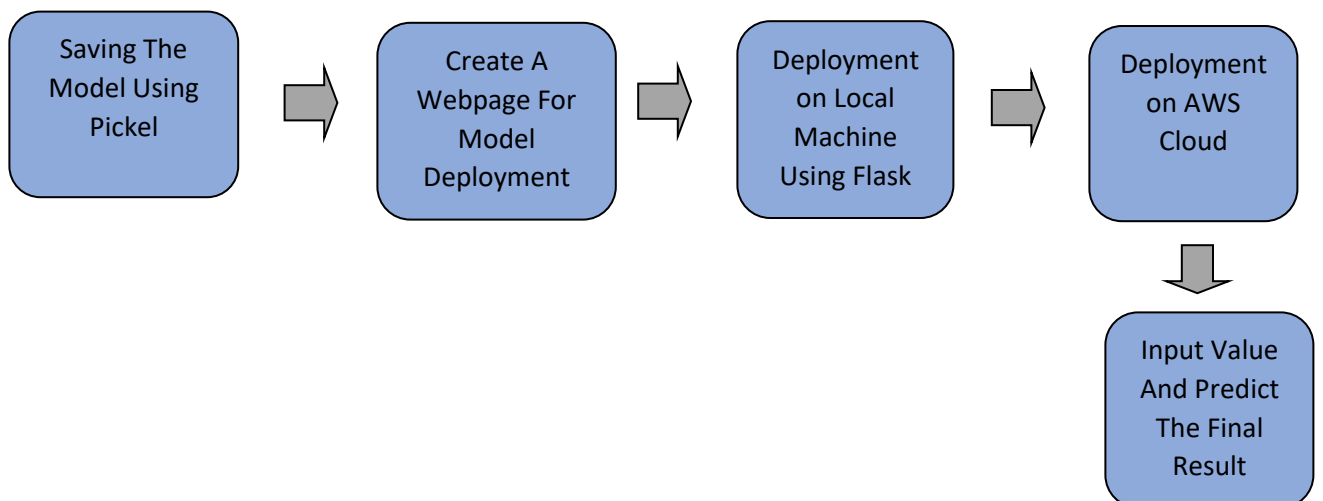 Saving The
Model Using
Pickel
Create A
Webpage For
Model
Deployment
Deployment
on Local
Machine
Using Flask
Deployment
on AWS
Cloud
Input Value
And Predict
The Final
Result